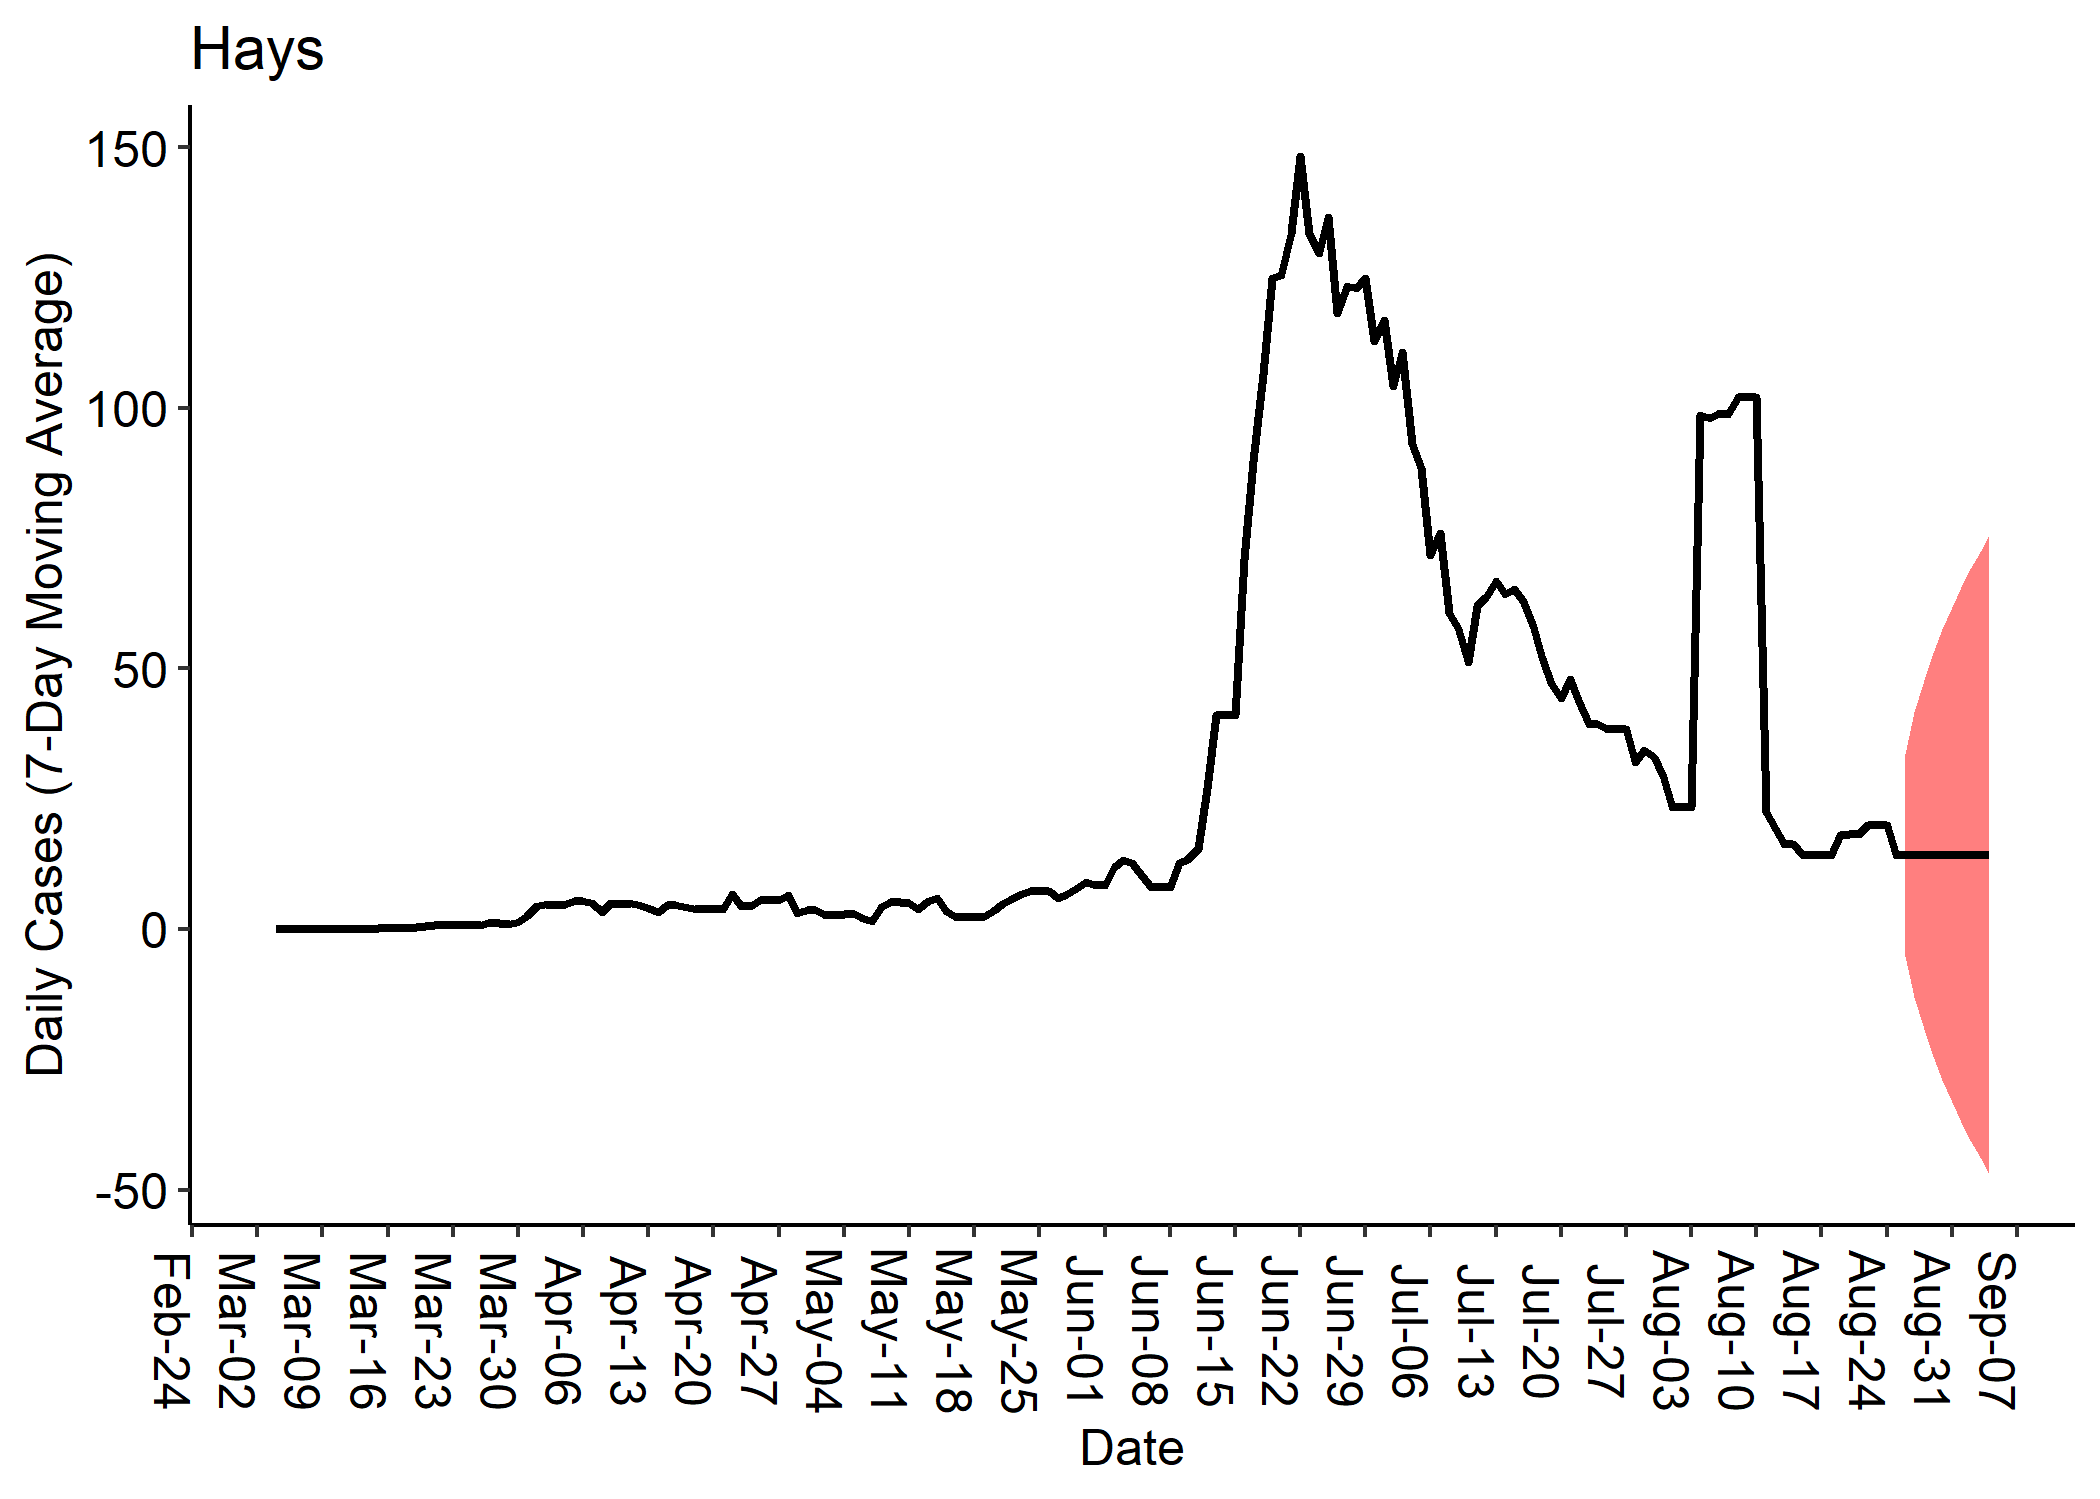 Hays
Daily Cases (7-Day Moving Average)
150
100
50
0
-50
Feb-24
Mar-02
Mar-09
Mar-16
Mar-23
Mar-30
Apr-06
Apr-13
Apr-20
Apr-27
May-04
May-11
May-18
May-25
Jun-01
Jun-08
Jun-15
Jun-22
Jun-29
Jul-06
Jul-13
Jul-20
Jul-27
Aug-03
Aug-10
Aug-17
Aug-24
Aug-31
Sep-07
Date